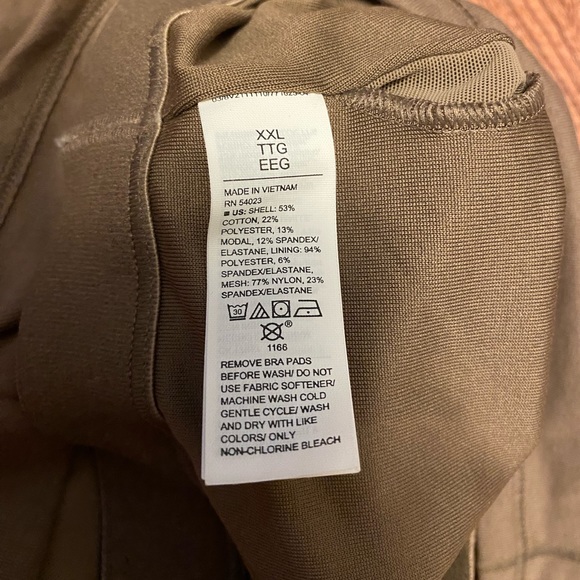 XXL
TTG
EEG
MADE IN VIETNAM
RN 54023
■ US: SHELL: 53%
COTTON, 22%
POLYESTER, 13%
MODAL, 12% SPANDEX/
ELASTANE, LINING: 94%
POLYESTER, 6%
SPANDEX/ELASTANE,
MESH: 77% NYLON, 23%
SPANDEX/ELASTANE
30
®
1166
REMOVE BRA PADS
BEFORE WASH/ DO NOT
USE FABRIC SOFTENER/
MACHINE WASH COLD
GENTLE CYCLE/ WASH
AND DRY WITH LIKE
COLORS/ ONLY
NON-CHLORINE BLEACH